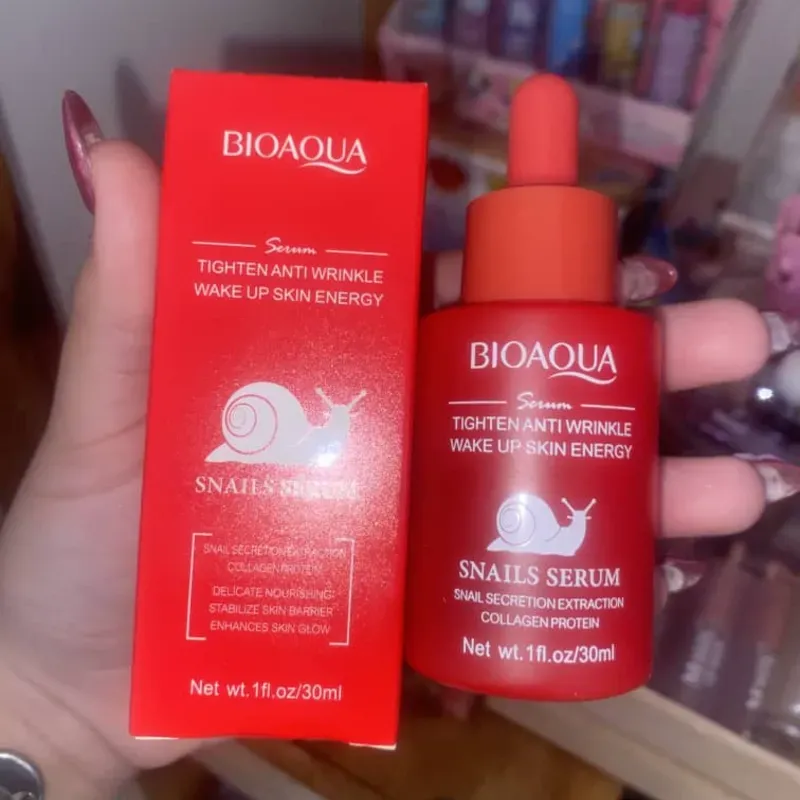 BIOAQUA
Serum
TIGHTEN ANTI WRINKLE
WAKE UP SKIN ENERGY
SNAILS SERUM
SNAIL SECRETION EXTRACTION
COLLAGEN PROTEIN
DELICATE NOURISHING
STABILIZE SKIN BARRIER
ENHANCES SKIN GLOW
Net wt.1fl.oz/30ml
BIOAQUA
Serum
TIGHTEN ANTI WRINKLE
WAKE UP SKIN ENERGY
SNAILS SERUM
SNAIL SECRETION EXTRACTION
COLLAGEN PROTEIN
Net wt.1fl.oz/30ml